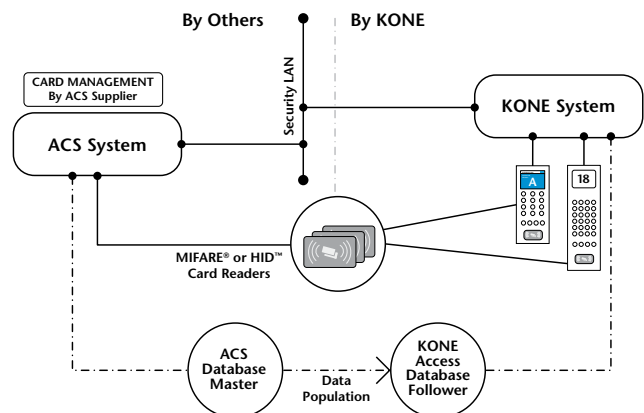 By Others
By KONE
CARD MANAGEMENT
By ACS Supplier
ACS System
Security LAN
KONE System
A
18
MIFARE® or HID™
Card Readers
ACS
Database
Master
Data
Population
KONE
Access
Database
Follower